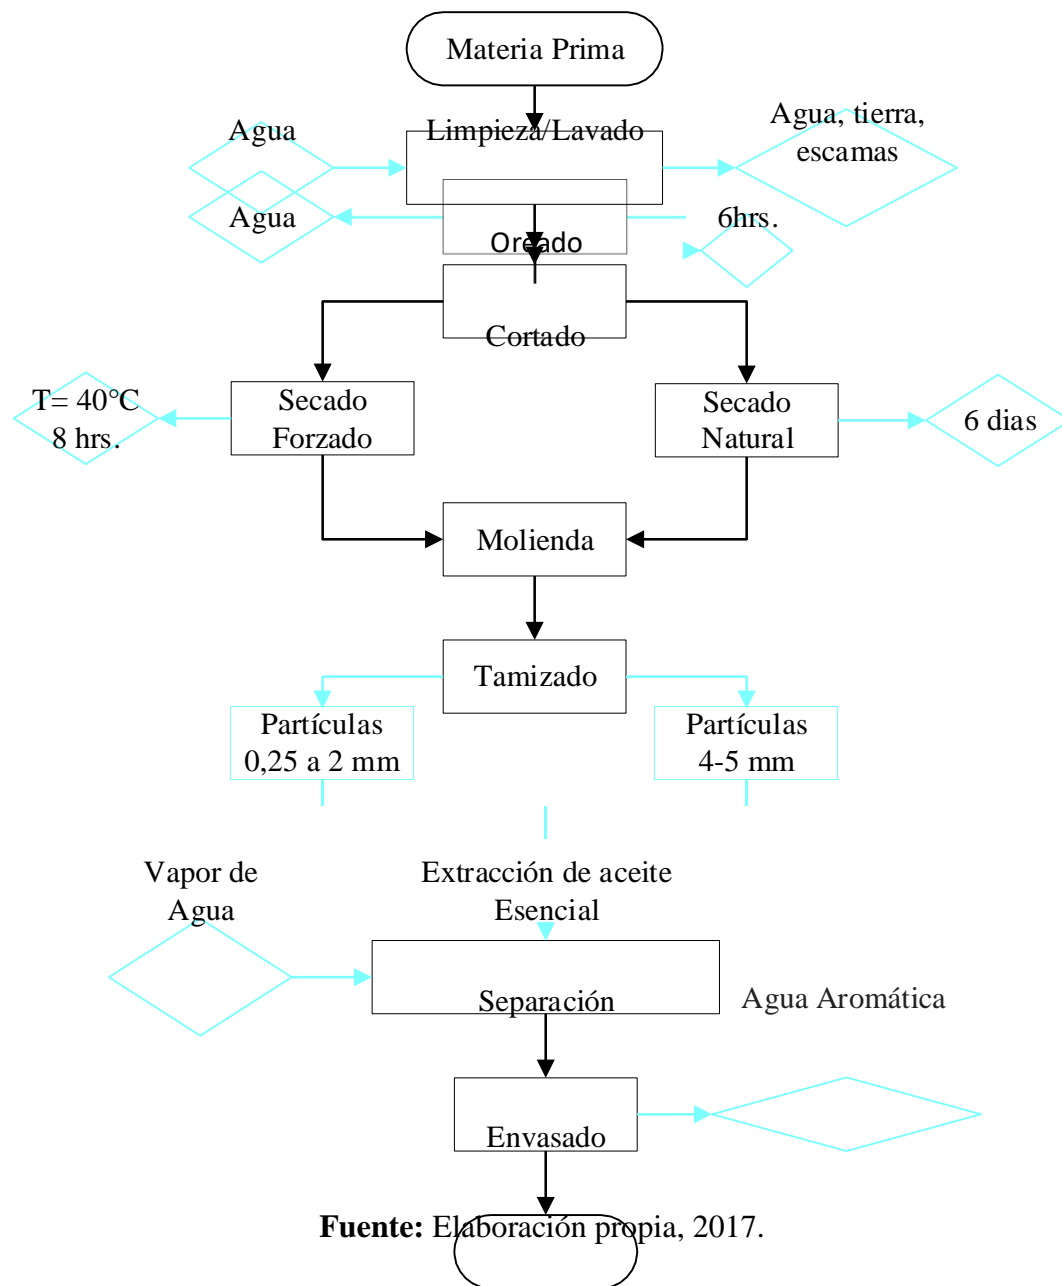 Materia Prima
Limpieza/Lavado
Agua
Agua, tierra,
escamas
Agua
Oreado
6hrs.
Cortado
T= 40°C
8 hrs.
Secado
Forzado
Secado
Natural
6 dias
Molienda
Tamizado
Partículas
0,25 a 2 mm
Partículas
4-5 mm
Vapor de
Agua
Extracción de aceite
Esencial
Separación
Agua Aromática
Envasado
Fuente: Elaboración propia, 2017.